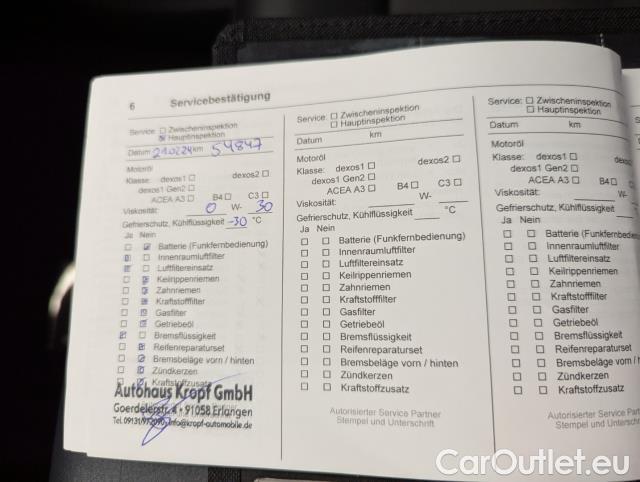 6 Servicebestätigung
Service: Zwischeninspektion
Hauptinspektion
Datum 210224 km 54847
Motoröl
Klasse: dexos1 dexos2
dexos1 Gen2
ACEA A3 B4 C3
Viskosität: 0 W- 30
Gefrierschutz, Kühlflüssigkeit -30 °C
Ja Nein
Batterie (Funkfernbedienung)
Innenraumluftfilter
Luftfiltereinsatz
Keilrippenriemen
Zahnriemen
Kraftstofffilter
Gasfilter
Getriebeöl
Bremsflüssigkeit
Reifenreparaturset
Bremsbeläge vorn / hinten
Zündkerzen
Kraftstoffzusatz
Autohaus Kropf GmbH
Goerdelerstr. 4 • 91058 Erlangen
info@kropf-automobile.de
Service: Zwischeninspektion
Hauptinspektion
Datum km
Motoröl
Klasse: dexos1 dexos2
dexos1 Gen2
ACEA A3 B4 C3
Viskosität: W-
Gefrierschutz, Kühlflüssigkeit °C
Ja Nein
Batterie (Funkfernbedienung)
Innenraumluftfilter
Luftfiltereinsatz
Keilrippenriemen
Zahnriemen
Kraftstofffilter
Gasfilter
Getriebeöl
Bremsflüssigkeit
Reifenreparaturset
Bremsbeläge vorn / hinten
Zündkerzen
Kraftstoffzusatz
Autorisierter Service Partner
Stempel und Unterschrift
Service: Zwischeninspektion
Hauptinspektion
Datum km
Motoröl
Klasse: dexos1
dexos1 Gen2
ACEA A3 B4
Viskosität: W-
Gefrierschutz, Kühlflüssigkeit
Ja Nein
Batterie (Funkfernbedienung)
Innenraumluftfilter
Luftfiltereinsatz
Keilrippenriemen
Zahnriemen
Kraftstofffilter
Gasfilter
Getriebeöl
Bremsflüssigkeit
Reifenreparaturset
Bremsbeläge vorn /
Zündkerzen
Kraftstoffzusatz
Autorisierter Service
Stempel und Unterschrift
CarOutlet.eu